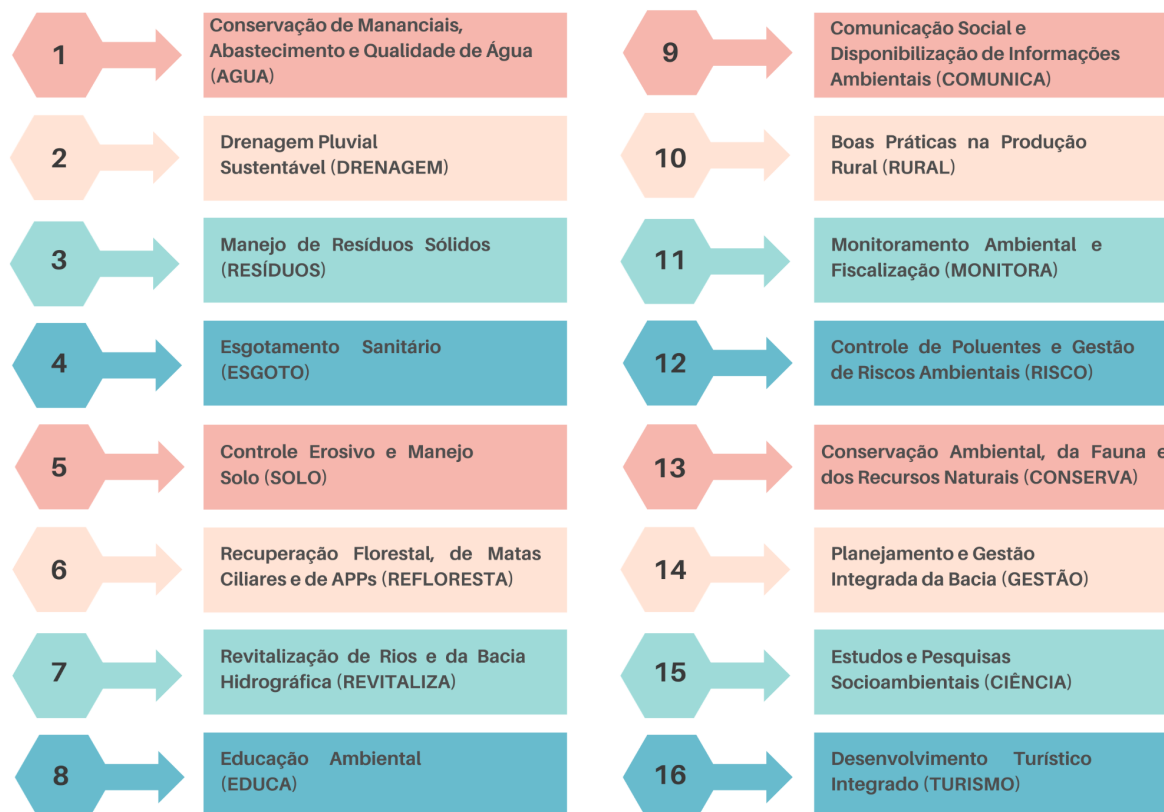 1
Conservação de Mananciais,
Abastecimento e Qualidade de Água
(AGUA)
2
Drenagem Pluvial
Sustentável (DRENAGEM)
3
Manejo de Resíduos Sólidos
(RESÍDUOS)
4
Esgotamento Sanitário
(ESGOTO)
5
Controle Erosivo e Manejo
Solo (SOLO)
6
Recuperação Florestal, de Matas
Ciliares e de APPs (REFLORESTA)
7
Revitalização de Rios e da Bacia
Hidrográfica (REVITALIZA)
8
Educação Ambiental
(EDUCA)
9
Comunicação Social e
Disponibilização de Informações
Ambientais (COMUNICA)
10
Boas Práticas na Produção
Rural (RURAL)
11
Monitoramento Ambiental e
Fiscalização (MONITORA)
12
Controle de Poluentes e Gestão
de Riscos Ambientais (RISCO)
13
Conservação Ambiental, da Fauna e
dos Recursos Naturais (CONSERVA)
14
Planejamento e Gestão
Integrada da Bacia (GESTÃO)
15
Estudos e Pesquisas
Socioambientais (CIÊNCIA)
16
Desenvolvimento Turístico
Integrado (TURISMO)